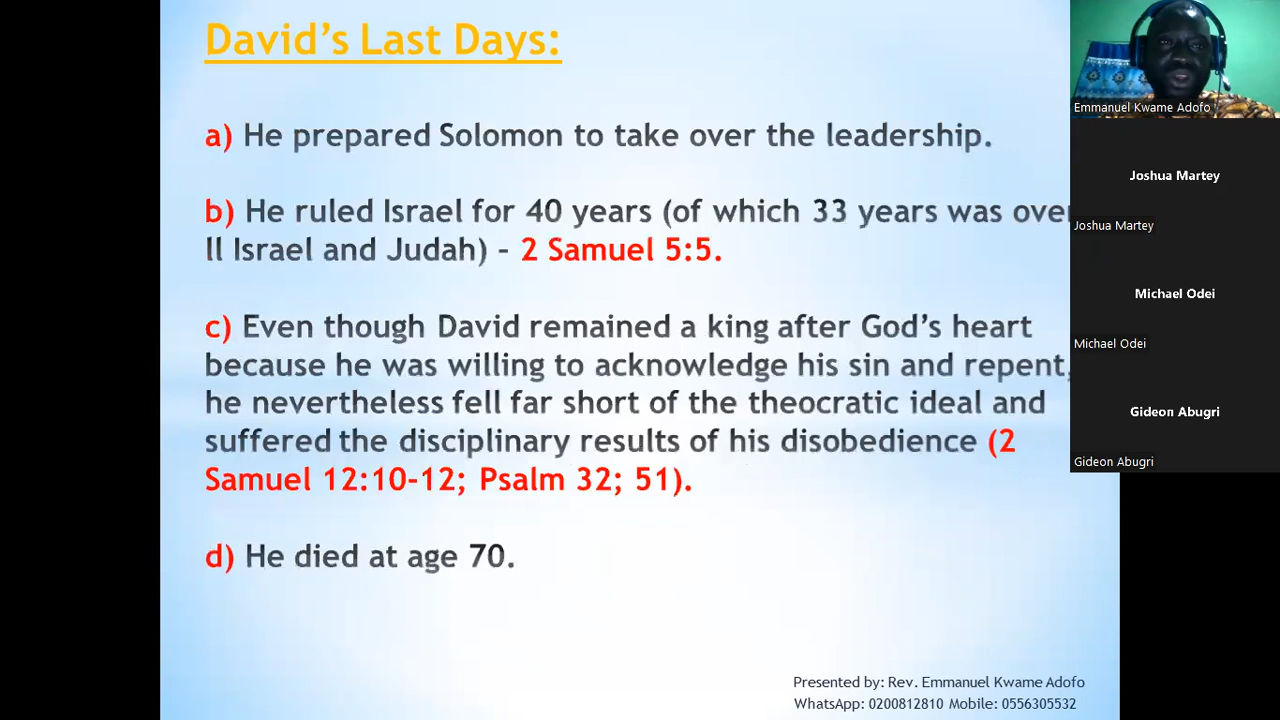 David’s Last Days:
a) He prepared Solomon to take over the leadership.
b) He ruled Israel for 40 years (of which 33 years was over
ll Israel and Judah) – 2 Samuel 5:5.
c) Even though David remained a king after God’s heart
because he was willing to acknowledge his sin and repent,
he nevertheless fell far short of the theocratic ideal and
suffered the disciplinary results of his disobedience (2
Samuel 12:10-12; Psalm 32; 51).
d) He died at age 70.
Presented by: Rev. Emmanuel Kwame Adofo
WhatsApp: 0200812810 Mobile: 0556305532
Emmanuel Kwame Adofo
Joshua Martey
Joshua Martey
Michael Odei
Michael Odei
Gideon Abugri
Gideon Abugri